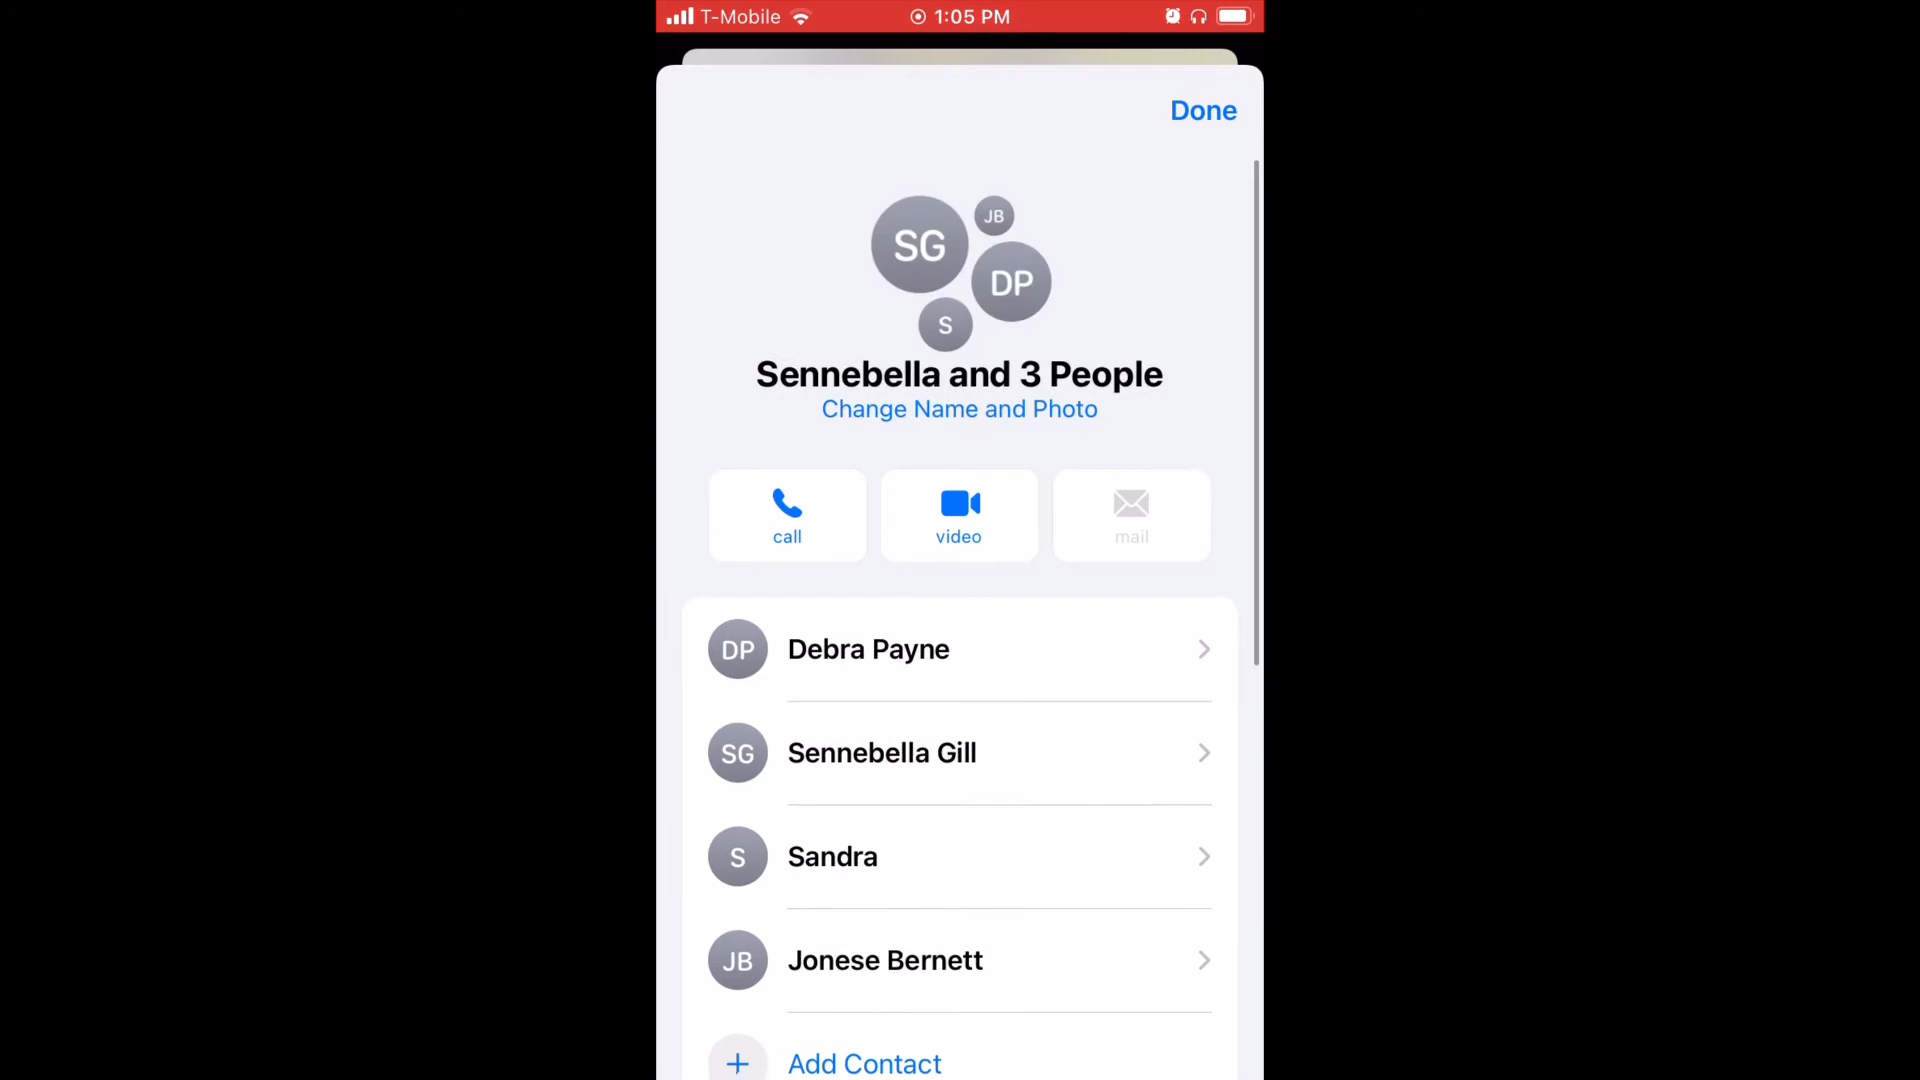 T-Mobile 1:05 PM
Done
SG
JB
DP
S
Sennebella and 3 People
Change Name and Photo
call video mail
DP Debra Payne
SG Sennebella Gill
S Sandra
JB Jonese Bernett
+ Add Contact